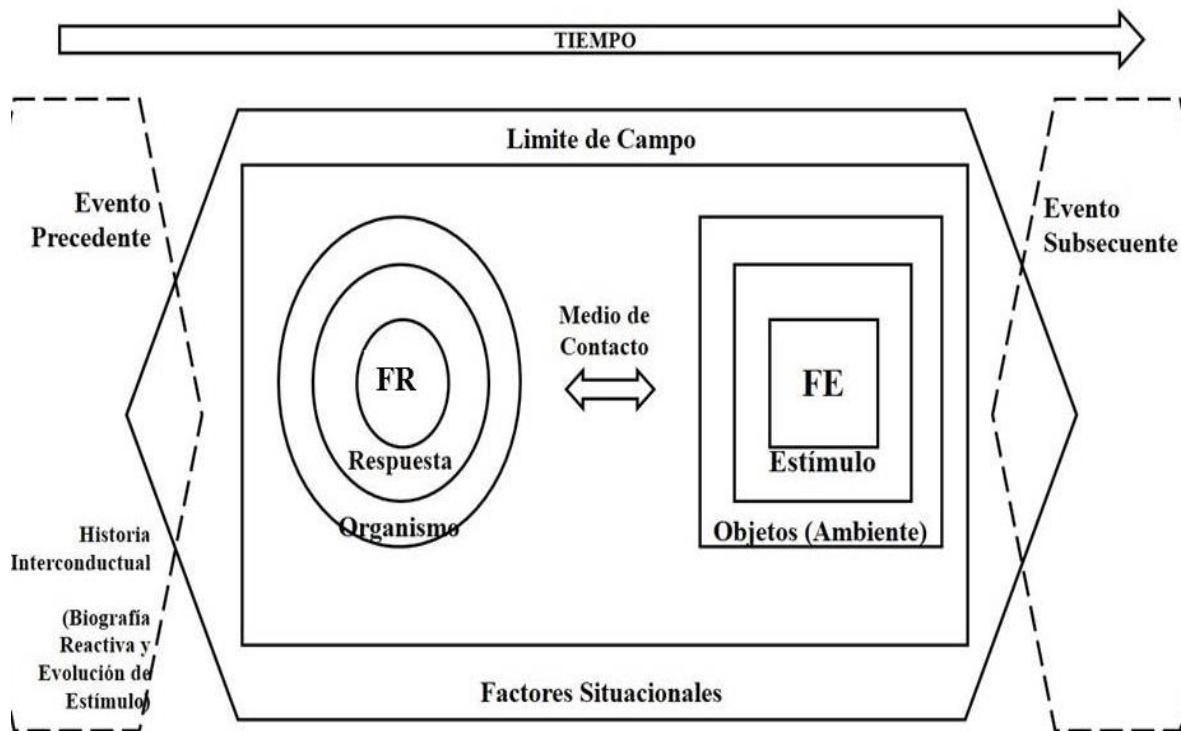 TIEMPO
Limite de Campo
Evento
Precedente
Evento
Subsecuente
Medio de
Contacto
FR
FE
Respuesta
Estímulo
Organismo
Objetos (Ambiente)
Historia
Interconductual
(Biografía
Reactiva y
Evolución de
Estímulo)
Factores Situacionales